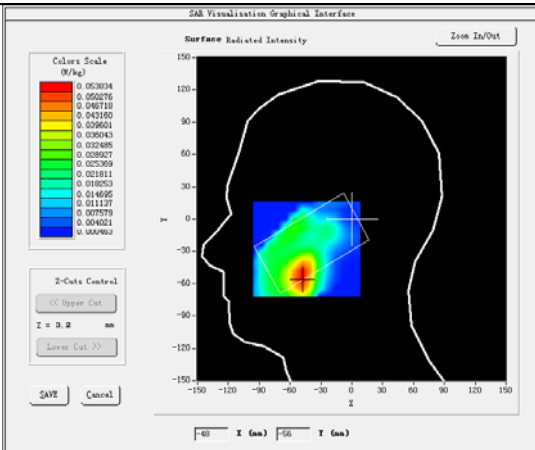 SAR Visualisation Graphical Interface
Surface Radiated Intensity
Zoom In/Out
Colors Scale
(W/kg)
0.053834
0.050276
0.046718
0.043160
0.039601
0.036043
0.032485
0.028927
0.025369
0.021811
0.018253
0.014695
0.011137
0.007579
0.004021
0.000463
150
120
90
60
30
0
-30
-60
-90
-120
-150
Y
-150 -120 -90 -60 -30 0 30 60 90 120 150
X
Z-Cuts Control
<< Upper Cut
Z = 3.2 mm
Lower Cut >>
SAVE Cancel
-48 X (mm) -56 Y (mm)